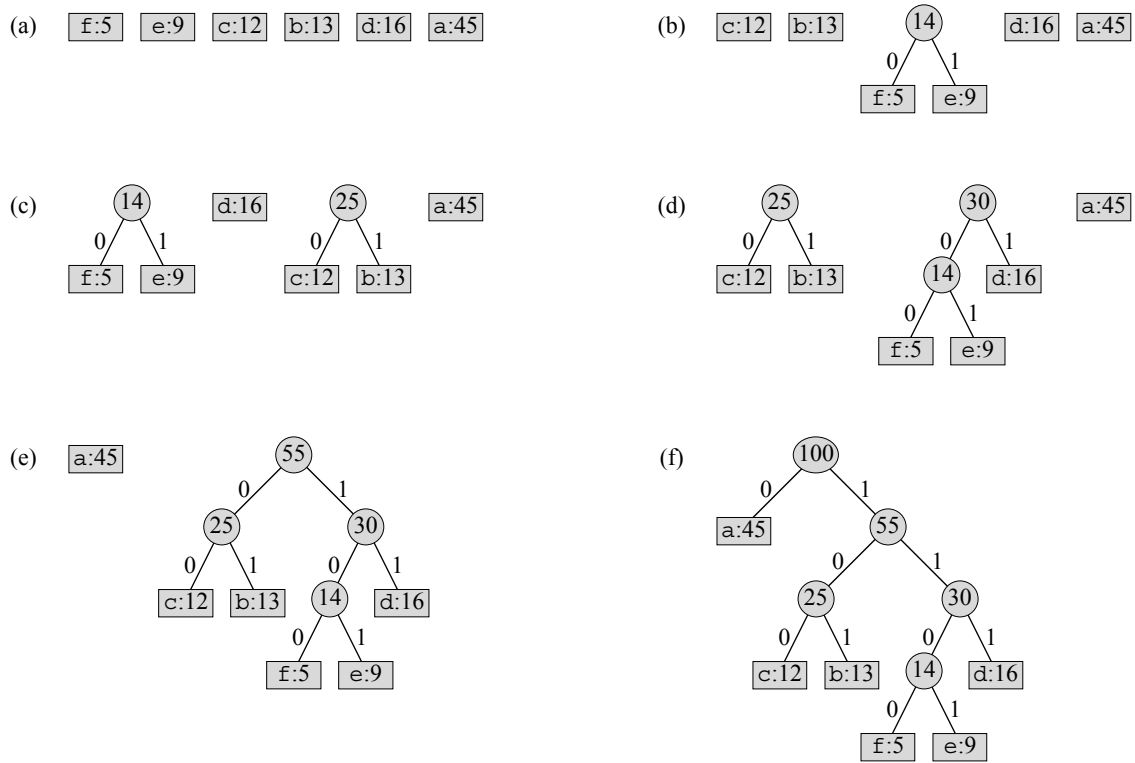 (a) f:5 e:9 c:12 b:13 d:16 a:45
(b) c:12 b:13 14 d:16 a:45
0 1
f:5 e:9
(c) 14 d:16 25 a:45
0 1 0 1
f:5 e:9 c:12 b:13
(d) 25 30 a:45
0 1 0 1
c:12 b:13 14 d:16
0 1
f:5 e:9
(e) a:45 55
0 1
25 30
0 1 0 1
c:12 b:13 14 d:16
0 1
f:5 e:9
(f) 100
0 1
a:45 55
0 1
25 30
0 1 0 1
c:12 b:13 14 d:16
0 1
f:5 e:9